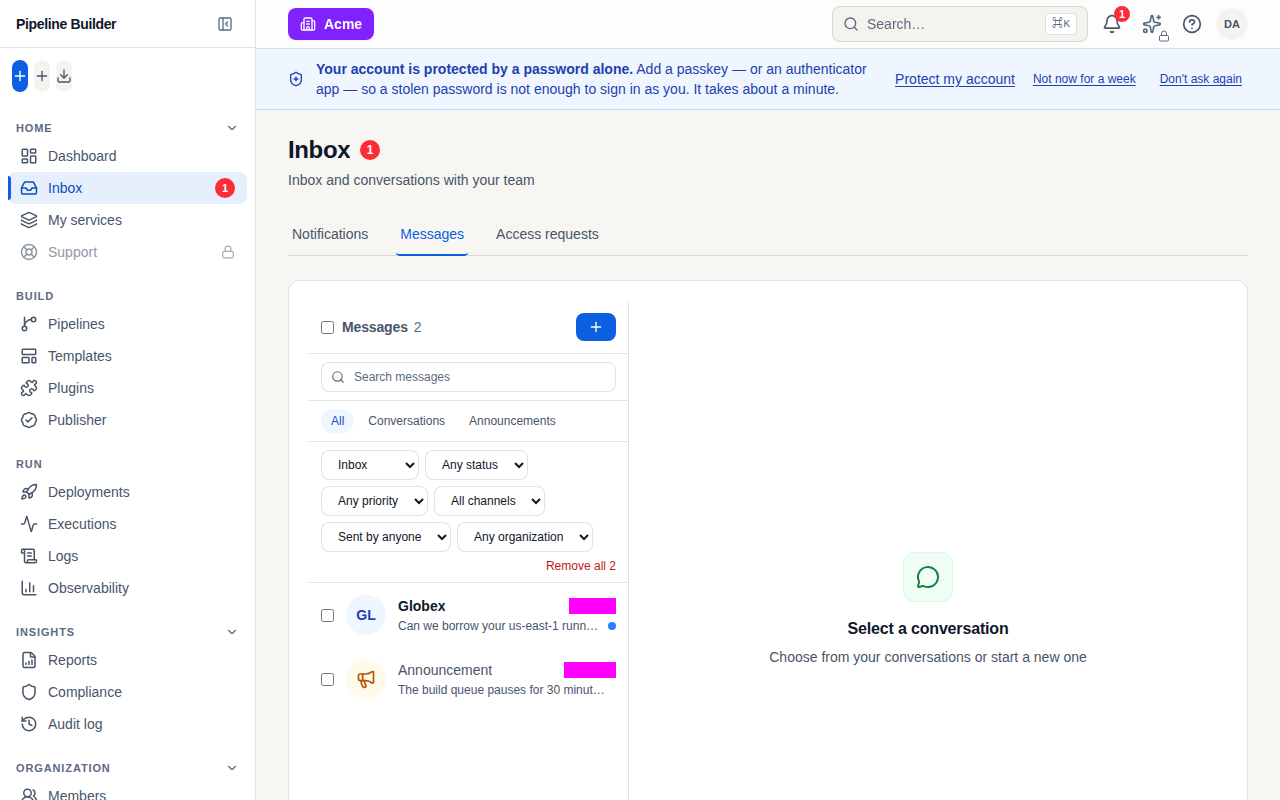 Pipeline Builder
Acme
Search…
⌘K
1
DA
Your account is protected by a password alone. Add a passkey — or an authenticator
app — so a stolen password is not enough to sign in as you. It takes about a minute.
Protect my account
Not now for a week
Don't ask again
HOME
Dashboard
Inbox
1
My services
Support
BUILD
Pipelines
Templates
Plugins
Publisher
RUN
Deployments
Executions
Logs
Observability
INSIGHTS
Reports
Compliance
Audit log
ORGANIZATION
Members
Inbox 1
Inbox and conversations with your team
Notifications
Messages
Access requests
Messages 2
Search messages
All
Conversations
Announcements
Inbox
Any status
Any priority
All channels
Sent by anyone
Any organization
Remove all 2
GL
Globex
Can we borrow your us-east-1 runn…
Announcement
The build queue pauses for 30 minut…
Select a conversation
Choose from your conversations or start a new one